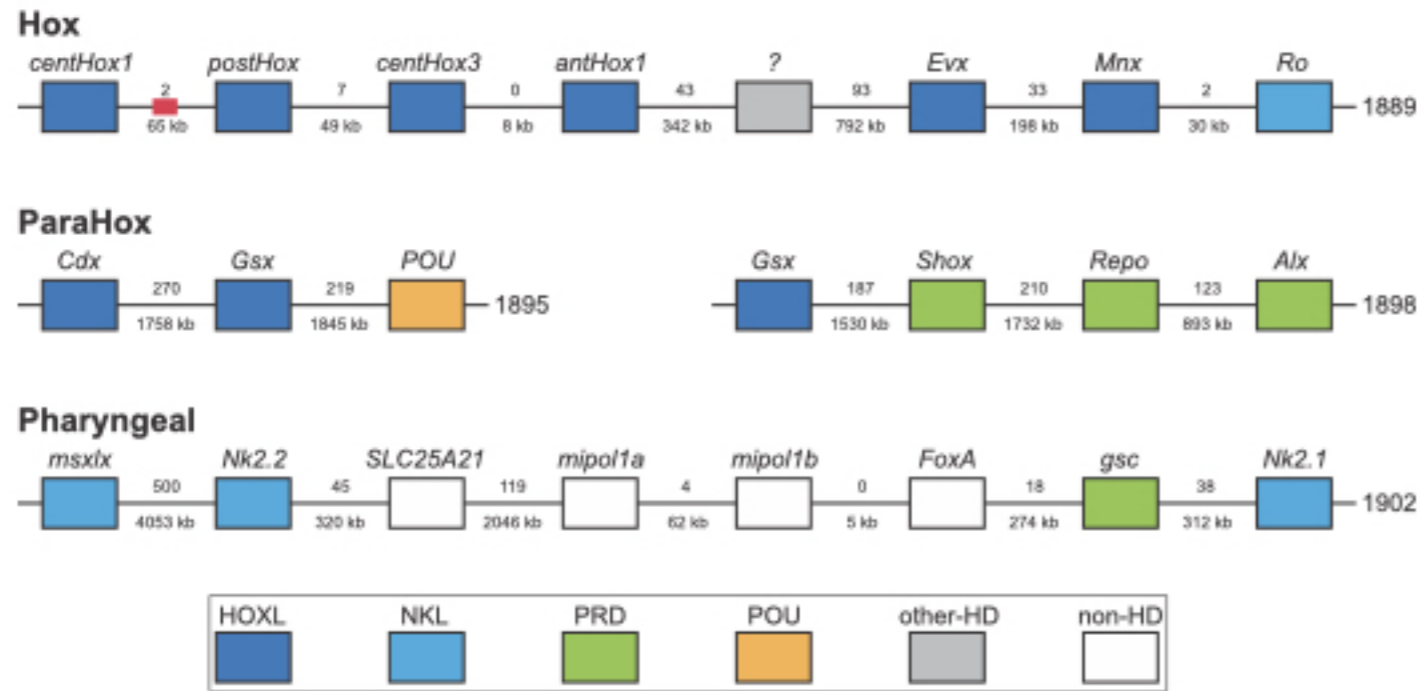 Hox
centHox1 postHox centHox3 antHox1 ? Evx Mnx Ro
2 7 0 43 93 33 2
1889
65 kb 49 kb 8 kb 342 kb 792 kb 198 kb 30 kb
ParaHox
Cdx Gsx POU Gsx Shox Repo Alx
270 219 187 210 123
1895 1898
1758 kb 1845 kb 1530 kb 1732 kb 893 kb
Pharyngeal
msxlx Nk2.2 SLC25A21 mipol1a mipol1b FoxA gsc Nk2.1
500 45 119 4 0 18 38
1902
4053 kb 320 kb 2046 kb 62 kb 5 kb 274 kb 312 kb
HOXL NKL PRD POU other-HD non-HD